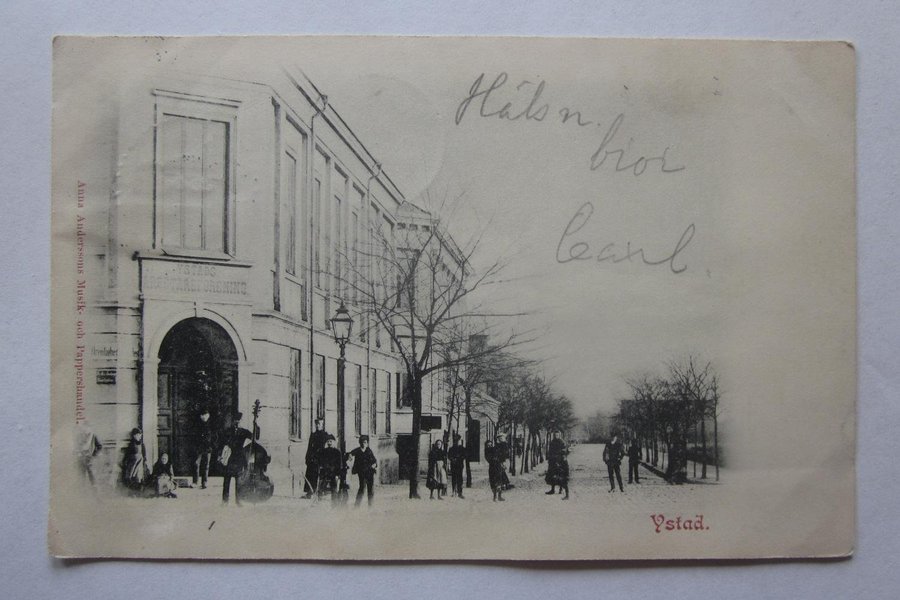 Hälsn.
bror
Carl.
YSTADS
Anna Anderssons Musik- och Pappershandel.
Ystad.